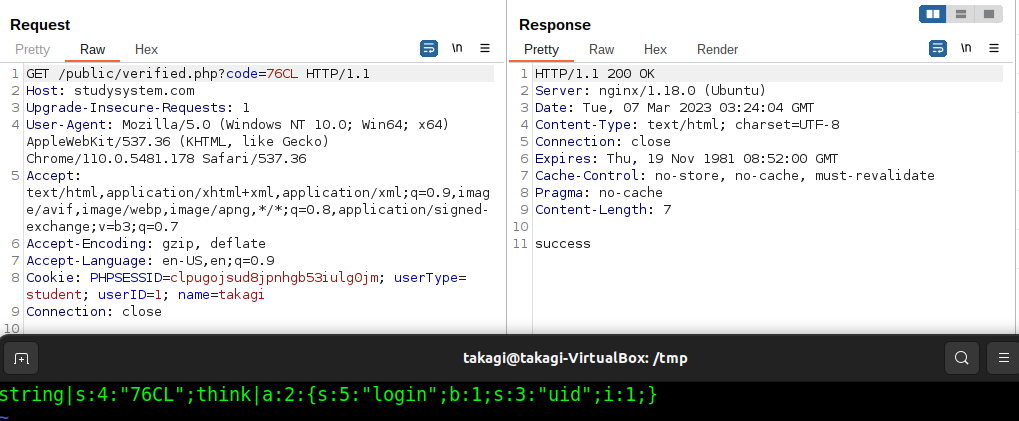 Request
Pretty Raw Hex
\n
1 GET /public/verified.php?code=76CL HTTP/1.1
2 Host: studysystem.com
3 Upgrade-Insecure-Requests: 1
4 User-Agent: Mozilla/5.0 (Windows NT 10.0; Win64; x64)
AppleWebKit/537.36 (KHTML, like Gecko)
Chrome/110.0.5481.178 Safari/537.36
5 Accept:
text/html,application/xhtml+xml,application/xml;q=0.9,imag
e/avif,image/webp,image/apng,*/*;q=0.8,application/signed-
exchange;v=b3;q=0.7
6 Accept-Encoding: gzip, deflate
7 Accept-Language: en-US,en;q=0.9
8 Cookie: PHPSESSID=clpugojsud8jpnhgb53iulg0jm; userType=
student; userID=1; name=takagi
9 Connection: close
10
Response
Pretty Raw Hex Render
\n
1 HTTP/1.1 200 OK
2 Server: nginx/1.18.0 (Ubuntu)
3 Date: Tue, 07 Mar 2023 03:24:04 GMT
4 Content-Type: text/html; charset=UTF-8
5 Connection: close
6 Expires: Thu, 19 Nov 1981 08:52:00 GMT
7 Cache-Control: no-store, no-cache, must-revalidate
8 Pragma: no-cache
9 Content-Length: 7
10
11 success
takagi@takagi-VirtualBox: /tmp
string|s:4:"76CL";think|a:2:{s:5:"login";b:1;s:3:"uid";i:1;}
~